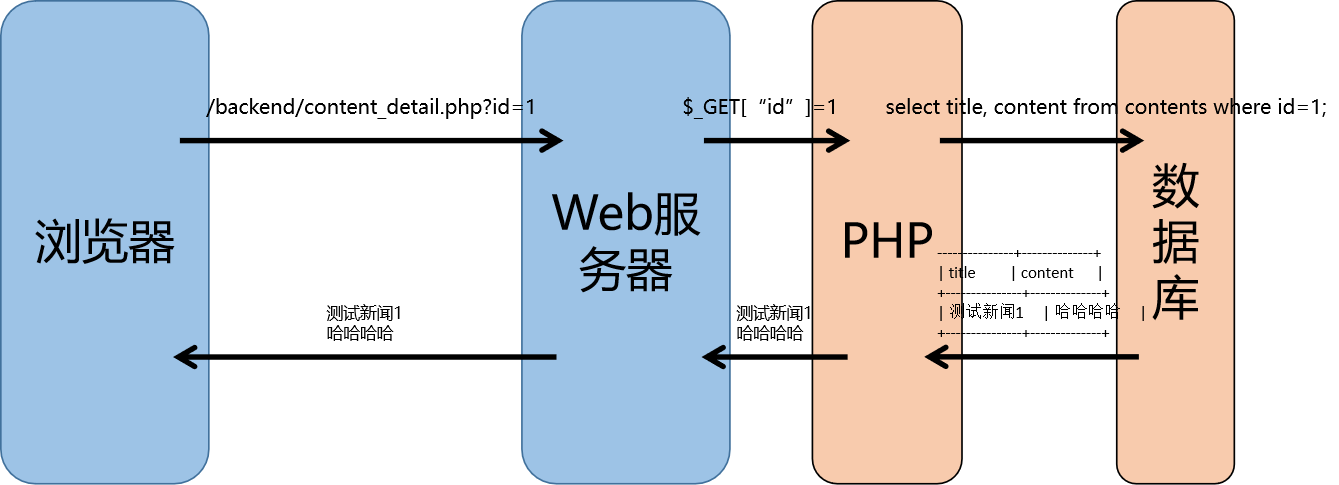 /backend/content_detail.php?id=1
$_GET[“id”]=1
select title, content from contents where id=1;
浏览器
Web服
务器
PHP
数
据
库
---------------+--------------+
| title | content |
+---------------+--------------+
| 测试新闻1 | 哈哈哈哈 |
+---------------+--------------+
测试新闻1
哈哈哈哈
测试新闻1
哈哈哈哈